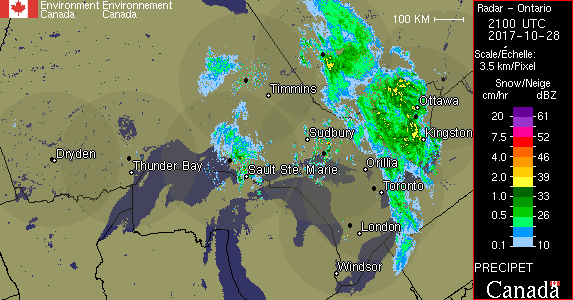 Environment Environnement
Canada Canada
100 KM
Timmins
Ottawa
Sudbury
Kingston
Dryden
Thunder Bay
Sault Ste. Marie
Orillia
Toronto
London
Windsor
Radar - Ontario
2100 UTC
2017-10-28
Scale/Échelle:
3.5 km/Pixel
Snow/Neige
cm/hr dBZ
20 61
7.5 52
4.0 46
2.0 39
1.0 33
0.5 26
0.1 10
PRECIPET
Canada